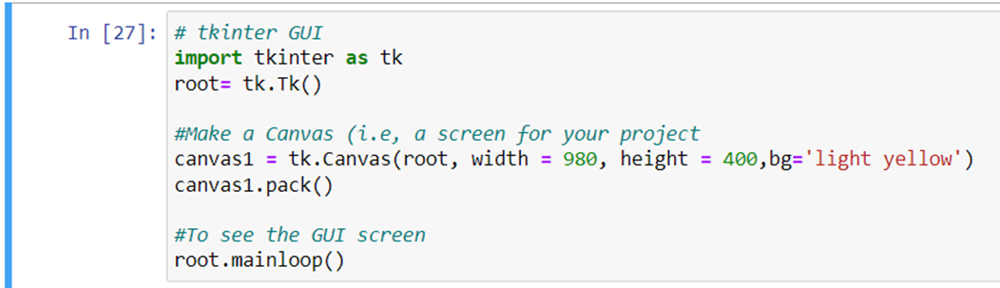 In [27]: # tkinter GUI
import tkinter as tk
root= tk.Tk()
#Make a Canvas (i.e, a screen for your project
canvas1 = tk.Canvas(root, width = 980, height = 400,bg='light yellow')
canvas1.pack()
#To see the GUI screen
root.mainloop()